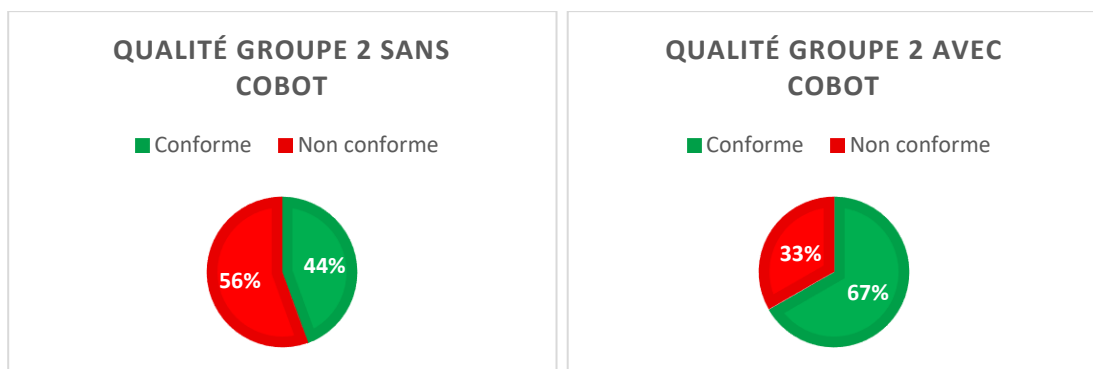 QUALITÉ GROUPE 2 SANS
COBOT
Conforme Non conforme
56%
44%
QUALITÉ GROUPE 2 AVEC
COBOT
Conforme Non conforme
33%
67%